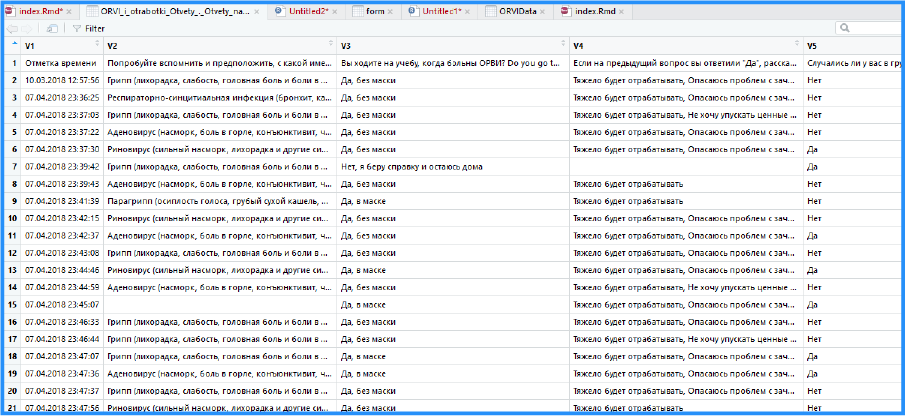 index.Rmd* ORVI_i_otrabotki_Otvety_._Otvety_na... Untitled2* form Untitled1* ORVIData index.Rmd
Filter
V1 V2 V3 V4 V5
1 Отметка времени Попробуйте вспомнить и предположить, с какой име... Вы ходите на учебу, когда больны ОРВИ? Do you go t... Если на предыдущий вопрос вы ответили "Да", расска... Случались ли у вас в гру
2 10.03.2018 12:57:56 Грипп (лихорадка, слабость, головная боль и боли в ... Да, без маски Тяжело будет отрабатывать, Опасаюсь проблем с зач... Нет
3 07.04.2018 23:36:25 Респираторно-синцитиальная инфекция (бронхит, ка... Да, без маски Тяжело будет отрабатывать, Опасаюсь проблем с зач... Нет
4 07.04.2018 23:37:03 Грипп (лихорадка, слабость, головная боль и боли в ... Да, без маски Тяжело будет отрабатывать, Не хочу упускать ценные ... Нет
5 07.04.2018 23:37:22 Аденовирус (насморк, боль в горле, конъюнктивит, ч... Да, без маски Тяжело будет отрабатывать, Опасаюсь проблем с зач... Нет
6 07.04.2018 23:37:30 Риновирус (сильный насморк, лихорадка и другие си... Да, без маски Тяжело будет отрабатывать, Опасаюсь проблем с зач... Нет
7 07.04.2018 23:39:42 Грипп (лихорадка, слабость, головная боль и боли в ... Нет, я беру справку и остаюсь дома Да
8 07.04.2018 23:39:43 Аденовирус (насморк, боль в горле, конъюнктивит, ч... Да, без маски Тяжело будет отрабатывать Нет
9 07.04.2018 23:41:39 Парагрипп (осиплость голоса, грубый сухой кашель, ... Да, в маске Тяжело будет отрабатывать Нет
10 07.04.2018 23:42:15 Риновирус (сильный насморк, лихорадка и другие си... Да, без маски Тяжело будет отрабатывать, Опасаюсь проблем с зач... Нет
11 07.04.2018 23:42:37 Аденовирус (насморк, боль в горле, конъюнктивит, ч... Да, без маски Тяжело будет отрабатывать, Опасаюсь проблем с зач... Нет
12 07.04.2018 23:43:08 Грипп (лихорадка, слабость, головная боль и боли в ... Да, без маски Тяжело будет отрабатывать, Опасаюсь проблем с зач... Нет
13 07.04.2018 23:44:46 Риновирус (сильный насморк, лихорадка и другие си... Да, в маске Тяжело будет отрабатывать, Опасаюсь проблем с зач... Да
14 07.04.2018 23:44:59 Аденовирус (насморк, боль в горле, конъюнктивит, ч... Да, без маски Тяжело будет отрабатывать, Не хочу упускать ценные ... Нет
15 07.04.2018 23:45:07 Да, в маске Тяжело будет отрабатывать, Опасаюсь проблем с зач... Да
16 07.04.2018 23:46:33 Грипп (лихорадка, слабость, головная боль и боли в ... Да, без маски Тяжело будет отрабатывать, Опасаюсь проблем с зач... Нет
17 07.04.2018 23:46:44 Грипп (лихорадка, слабость, головная боль и боли в ... Да, без маски Тяжело будет отрабатывать, Не хочу упускать ценные ... Нет
18 07.04.2018 23:47:07 Грипп (лихорадка, слабость, головная боль и боли в ... Да, в маске Тяжело будет отрабатывать, Опасаюсь проблем с зач... Да
19 07.04.2018 23:47:36 Аденовирус (насморк, боль в горле, конъюнктивит, ч... Да, в маске Тяжело будет отрабатывать, Опасаюсь проблем с зач... Да
20 07.04.2018 23:47:37 Грипп (лихорадка, слабость, головная боль и боли в ... Да, без маски Тяжело будет отрабатывать, Опасаюсь проблем с зач... Нет
21 07.04.2018 23:47:56 Риновирус (сильный насморк, лихорадка и другие си... Да, без маски Тяжело будет отрабатывать Нет